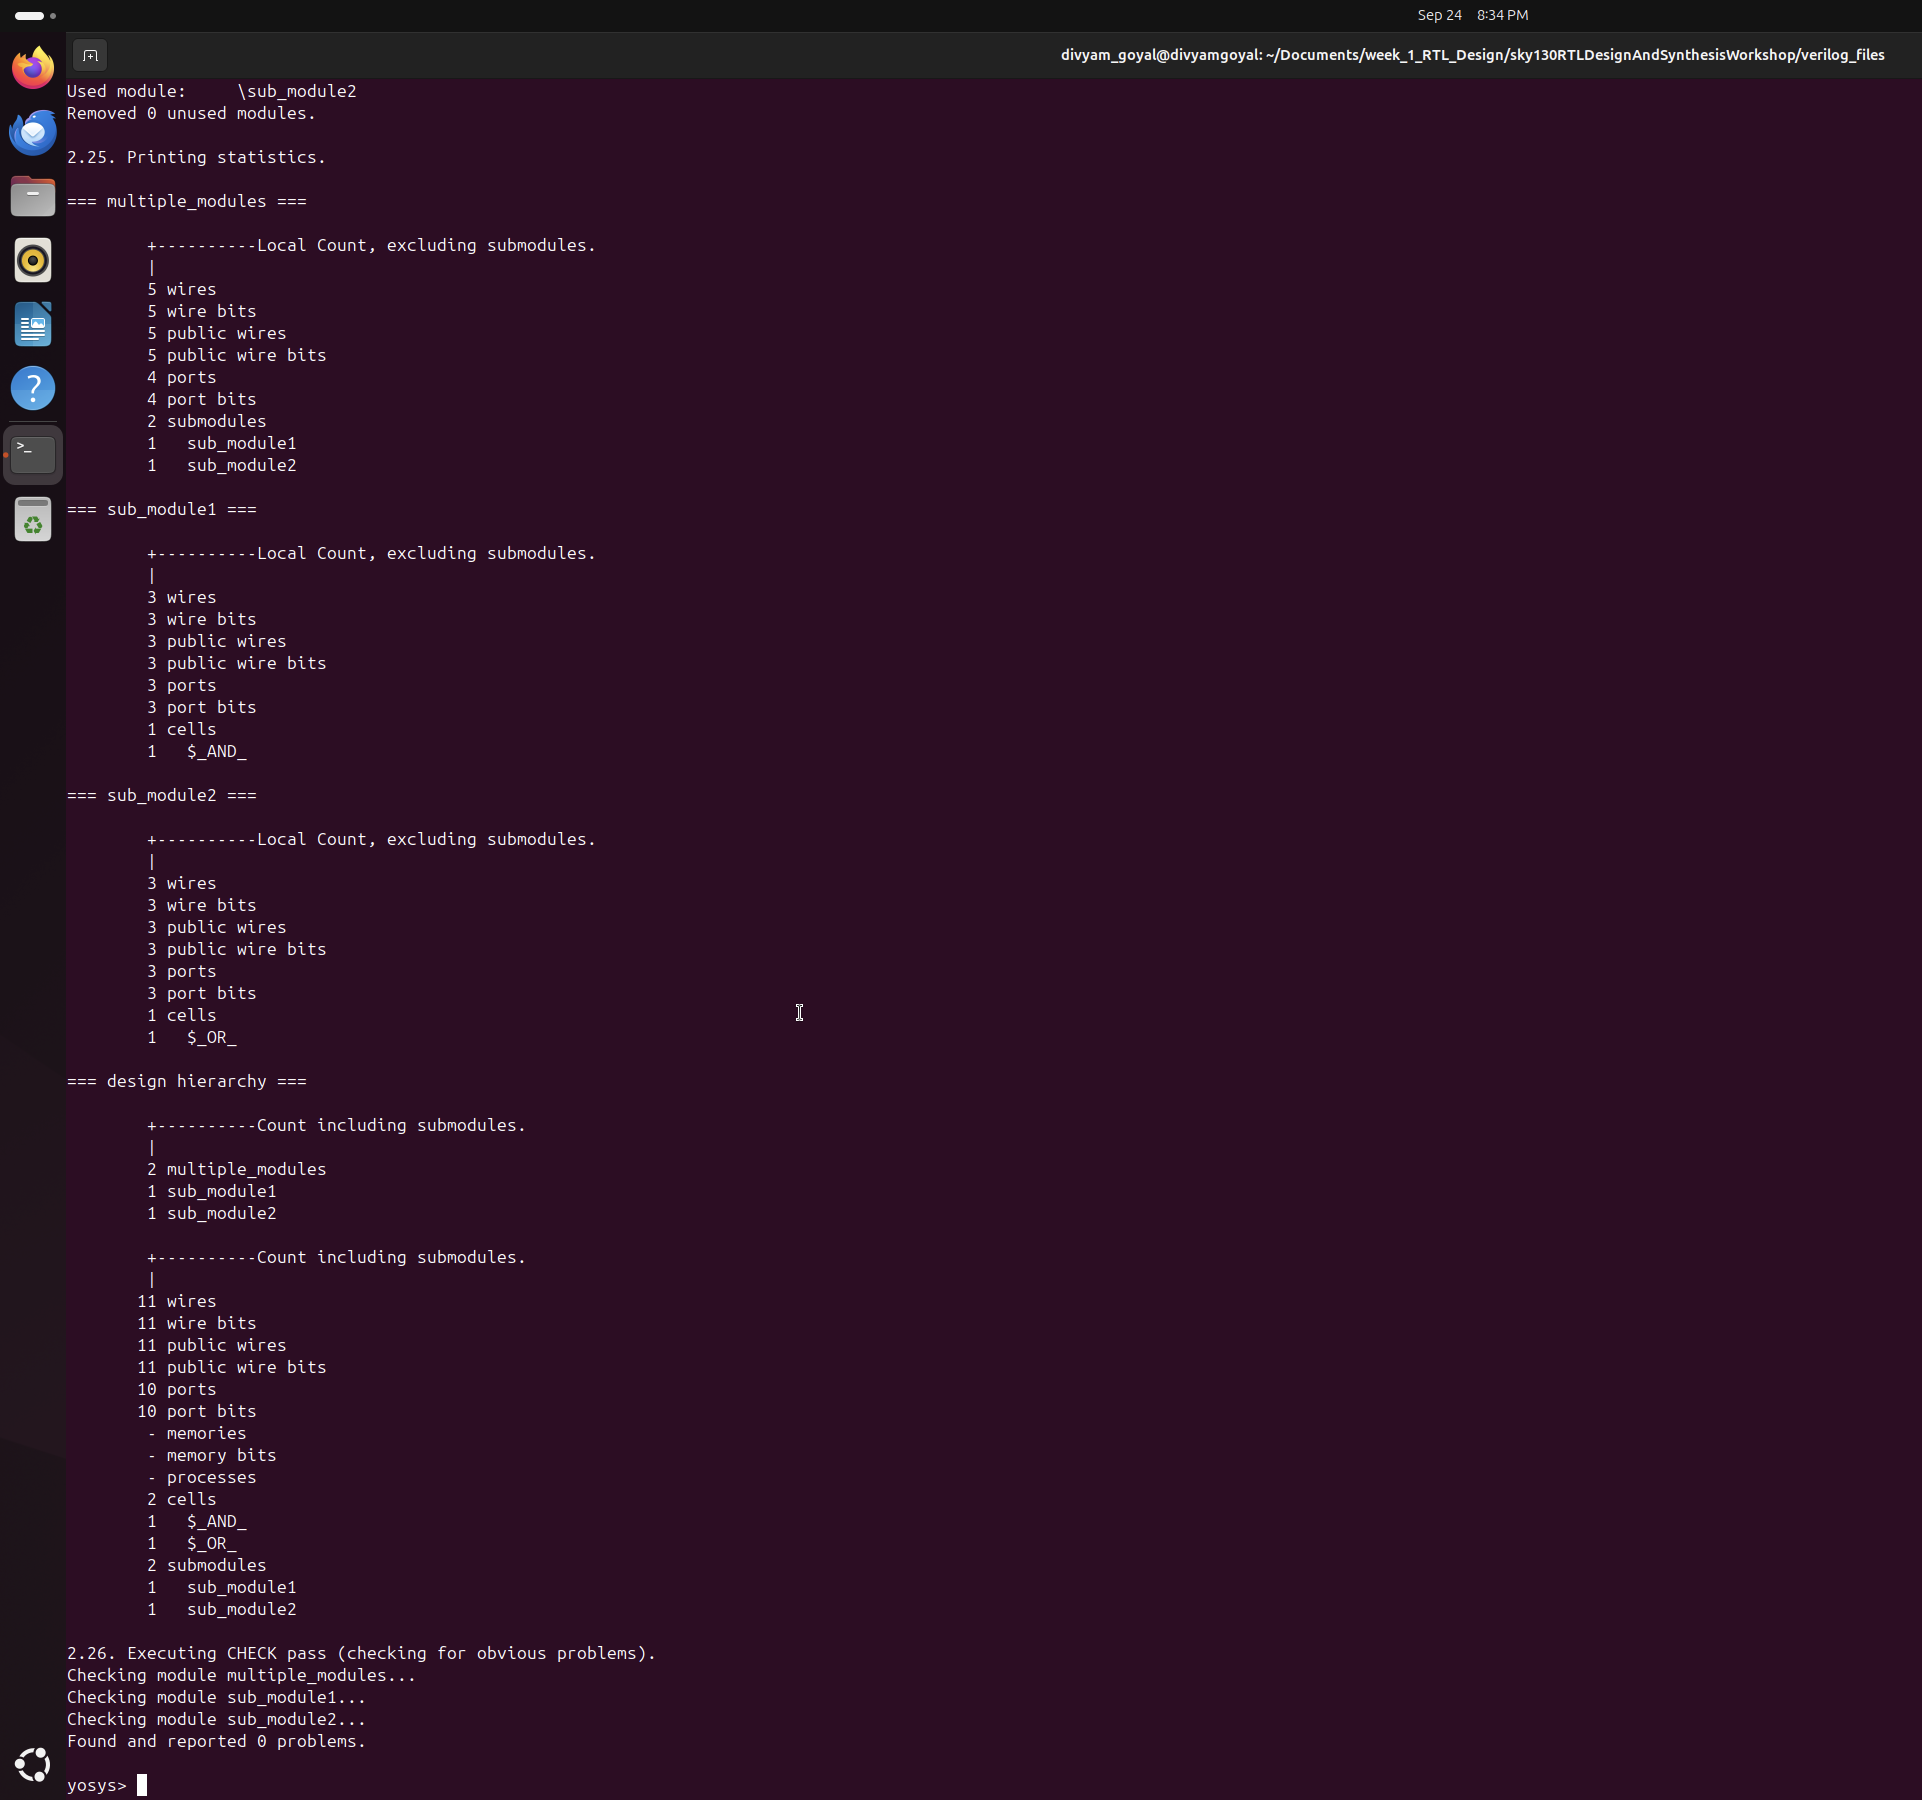 Sep 24 8:34 PM
divyam_goyal@divyamgoyal: ~/Documents/week_1_RTL_Design/sky130RTLDesignAndSynthesisWorkshop/verilog_files
Used module:     \sub_module2
Removed 0 unused modules.
2.25. Printing statistics.
=== multiple_modules ===
        +----------Local Count, excluding submodules.
        |
        5 wires
        5 wire bits
        5 public wires
        5 public wire bits
        4 ports
        4 port bits
        2 submodules
        1   sub_module1
        1   sub_module2
=== sub_module1 ===
        +----------Local Count, excluding submodules.
        |
        3 wires
        3 wire bits
        3 public wires
        3 public wire bits
        3 ports
        3 port bits
        1 cells
        1   $_AND_
=== sub_module2 ===
        +----------Local Count, excluding submodules.
        |
        3 wires
        3 wire bits
        3 public wires
        3 public wire bits
        3 ports
        3 port bits
        1 cells
        1   $_OR_
=== design hierarchy ===
        +----------Count including submodules.
        |
        2 multiple_modules
        1 sub_module1
        1 sub_module2
        +----------Count including submodules.
        |
       11 wires
       11 wire bits
       11 public wires
       11 public wire bits
       10 ports
       10 port bits
        - memories
        - memory bits
        - processes
        2 cells
        1   $_AND_
        1   $_OR_
        2 submodules
        1   sub_module1
        1   sub_module2
2.26. Executing CHECK pass (checking for obvious problems).
Checking module multiple_modules...
Checking module sub_module1...
Checking module sub_module2...
Found and reported 0 problems.
yosys>